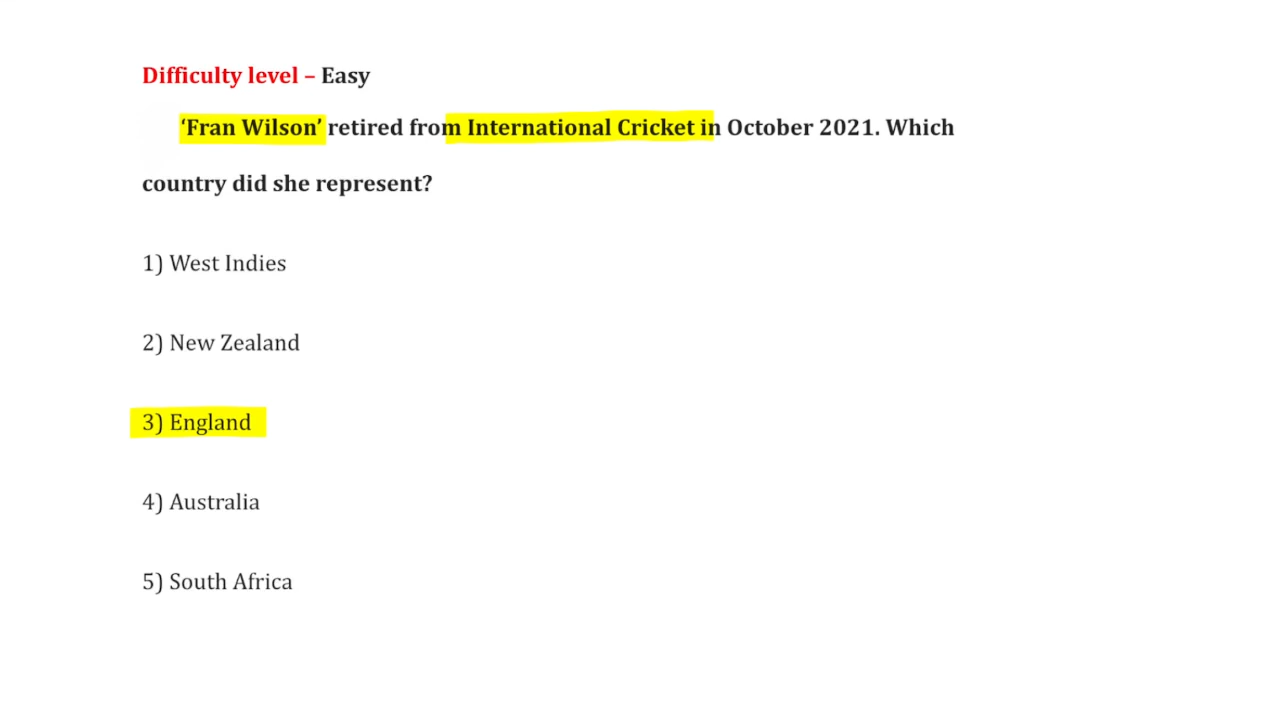 Difficulty level – Easy
‘Fran Wilson’ retired from International Cricket in October 2021. Which
country did she represent?
1) West Indies
2) New Zealand
3) England
4) Australia
5) South Africa